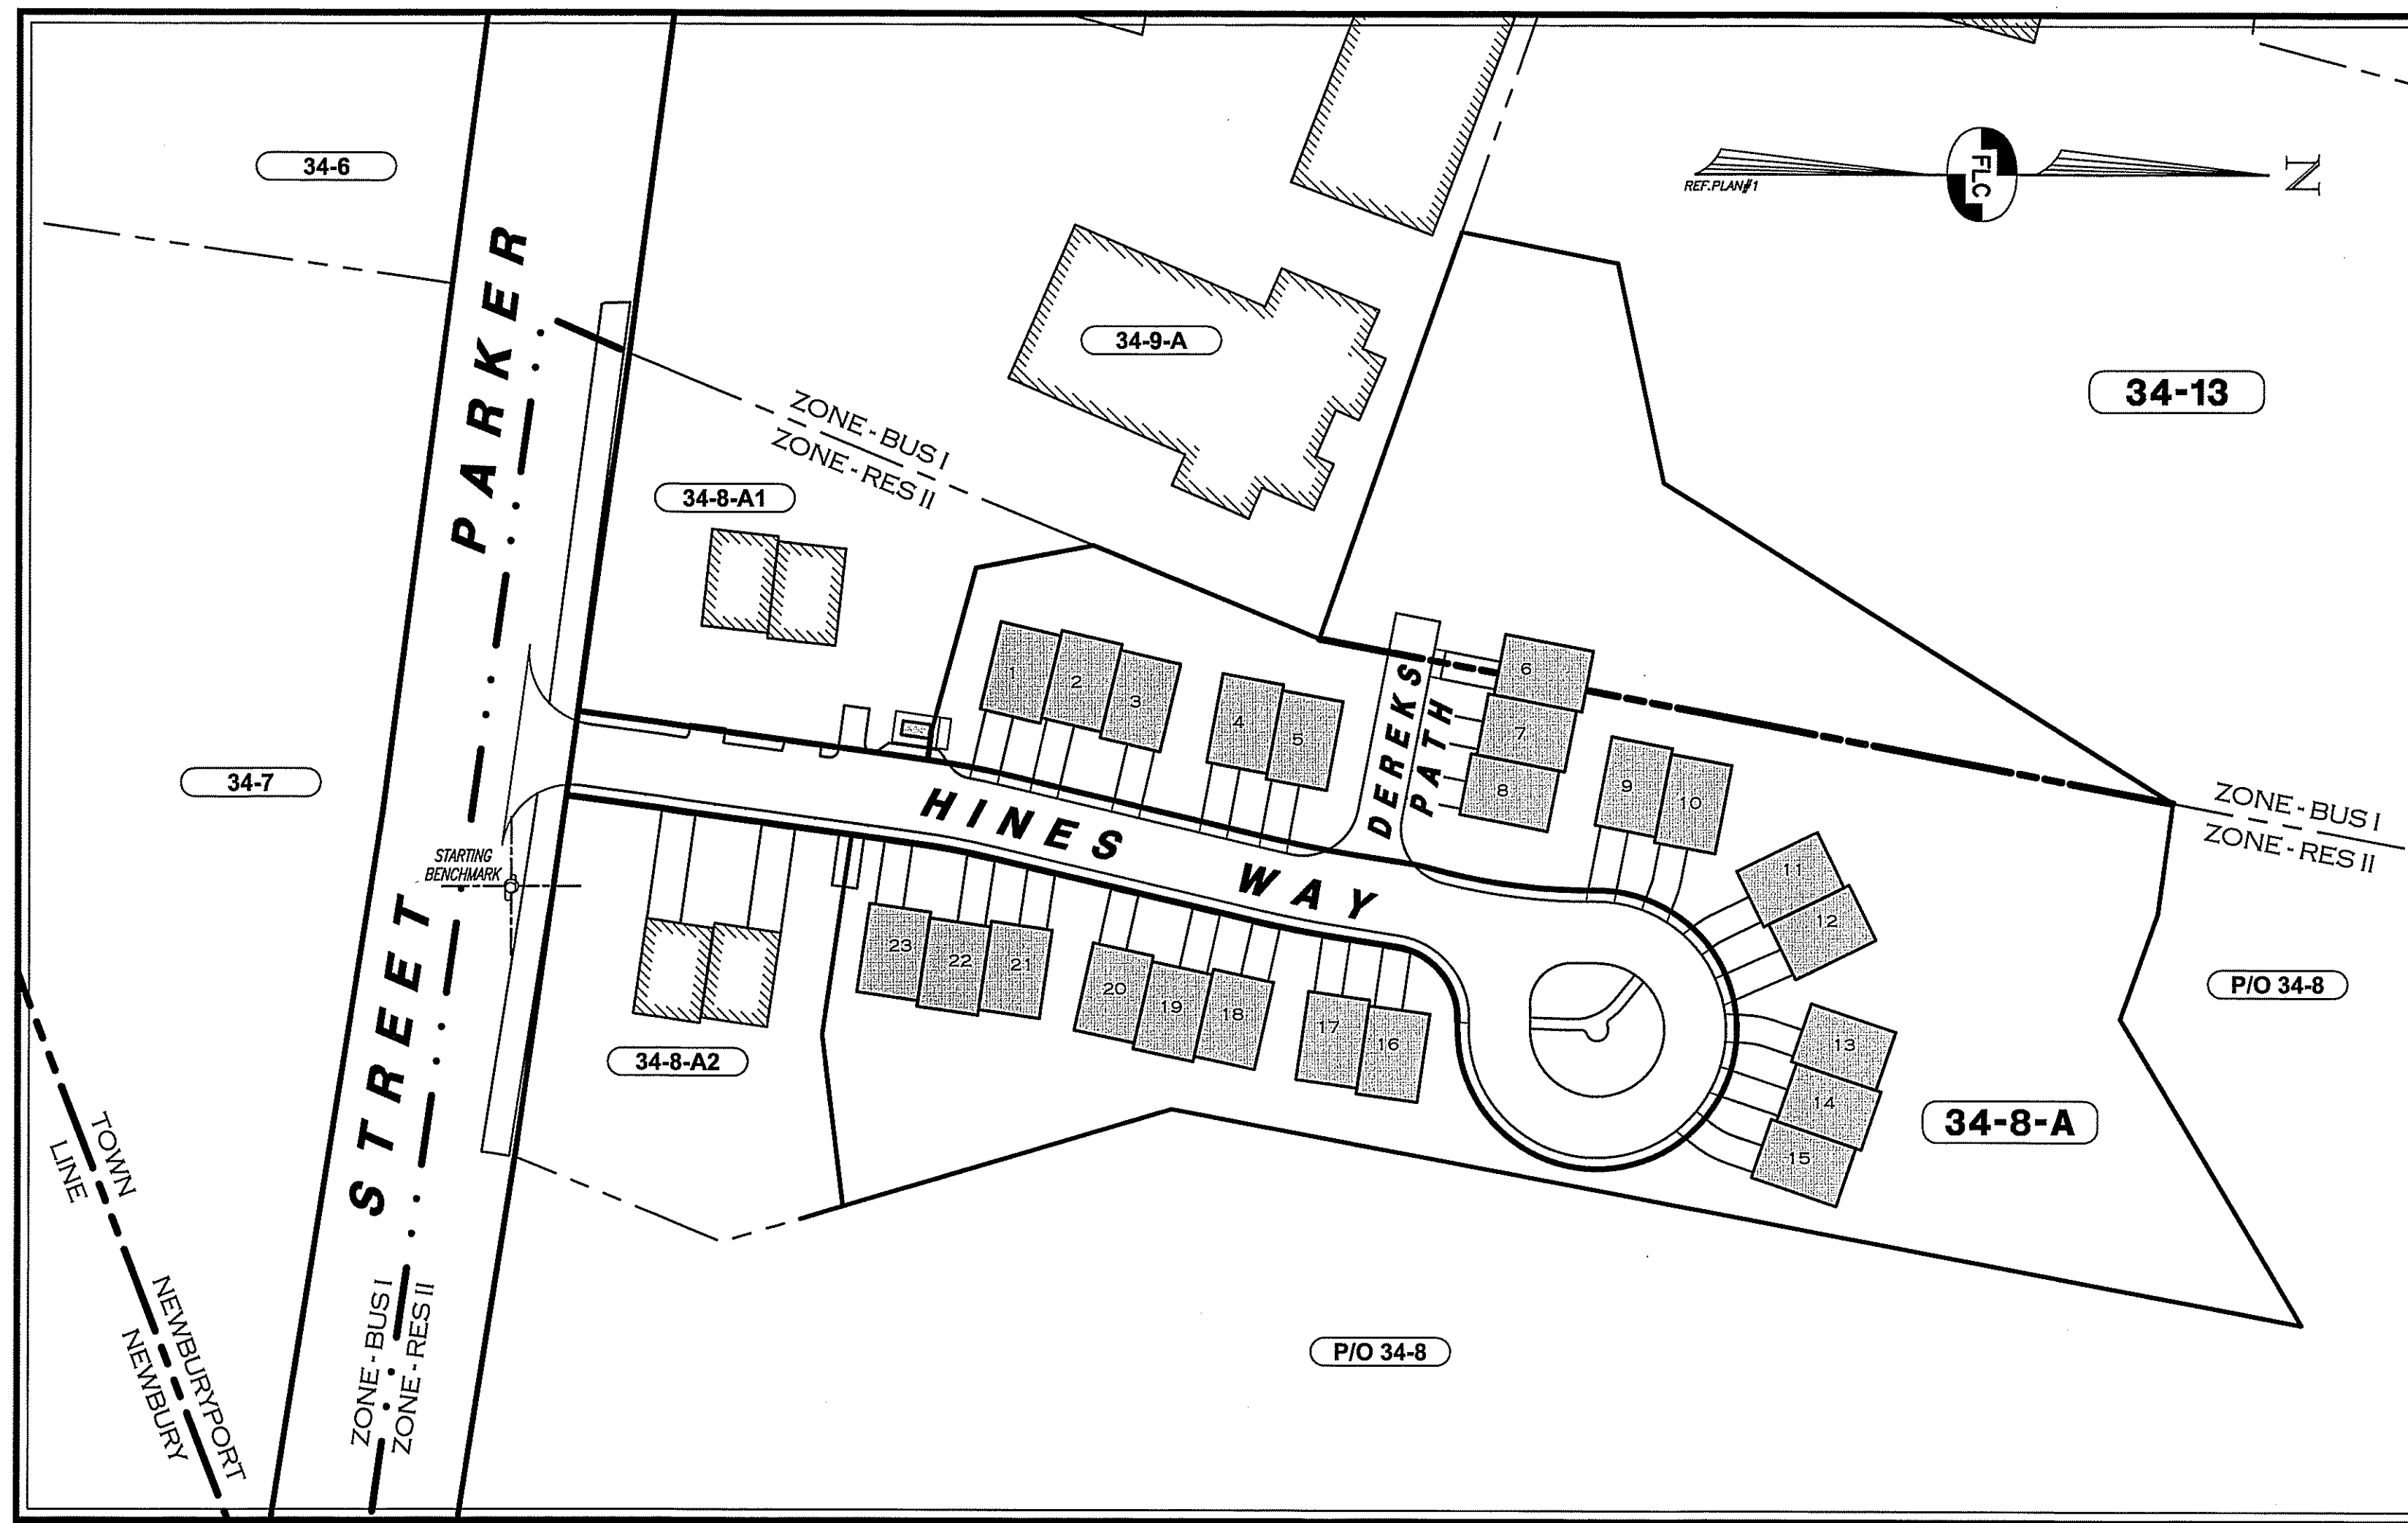 34-6
PARKER STREET
REF.PLAN#1
FLC
N
34-9-A
34-13
ZONE-BUS I
ZONE-RES II
34-8-A1
34-7
1
2
3
4
5
DEREKS
PATH
6
7
8
9
10
11
12
13
14
15
16
17
18
19
20
21
22
23
HINES WAY
ZONE-BUS I
ZONE-RES II
STARTING
BENCHMARK
P/O 34-8
34-8-A2
34-8-A
TOWN
LINE
NEWBURYPORT
NEWBURY
ZONE-BUS I
ZONE-RES II
P/O 34-8